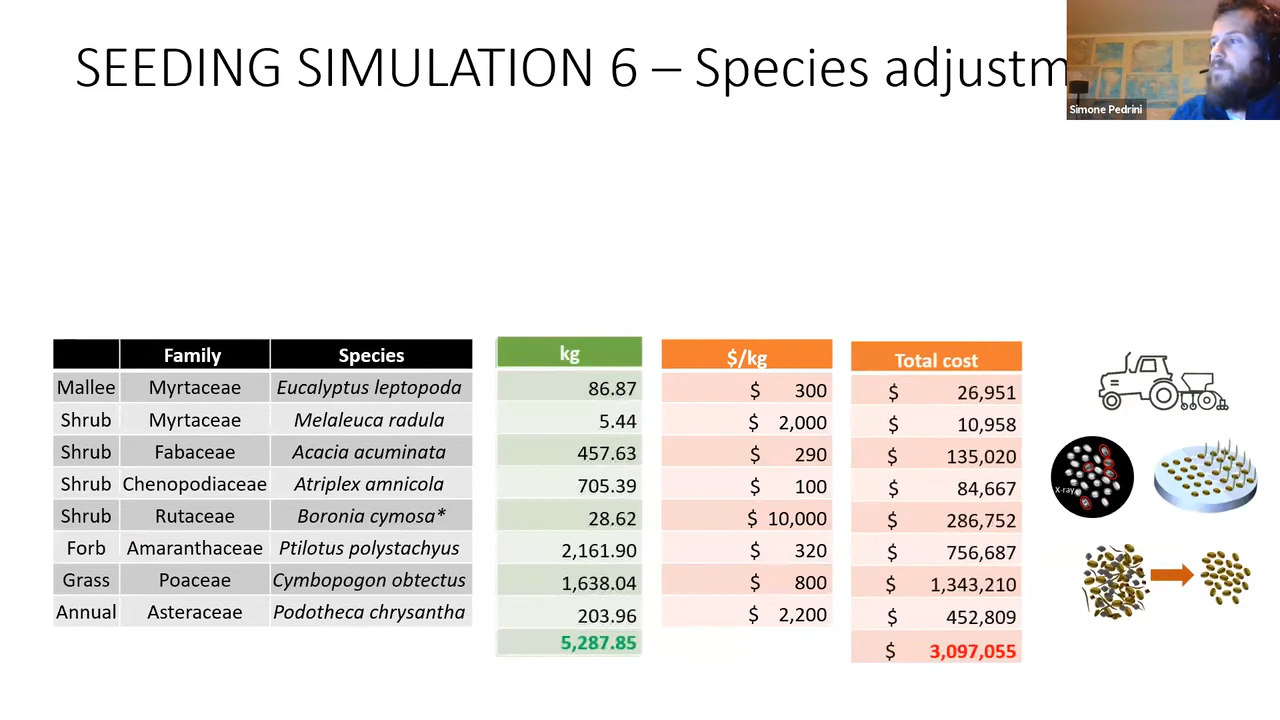 SEEDING SIMULATION 6 – Species adjustm
Simone Pedrini
Family Species kg $/kg Total cost
Mallee Myrtaceae Eucalyptus leptopoda 86.87 $ 300 $ 26,951
Shrub Myrtaceae Melaleuca radula 5.44 $ 2,000 $ 10,958
Shrub Fabaceae Acacia acuminata 457.63 $ 290 $ 135,020
Shrub Chenopodiaceae Atriplex amnicola 705.39 $ 100 $ 84,667
Shrub Rutaceae Boronia cymosa* 28.62 $ 10,000 $ 286,752
Forb Amaranthaceae Ptilotus polystachyus 2,161.90 $ 320 $ 756,687
Grass Poaceae Cymbopogon obtectus 1,638.04 $ 800 $ 1,343,210
Annual Asteraceae Podotheca chrysantha 203.96 $ 2,200 $ 452,809
5,287.85 $ 3,097,055
X-ray